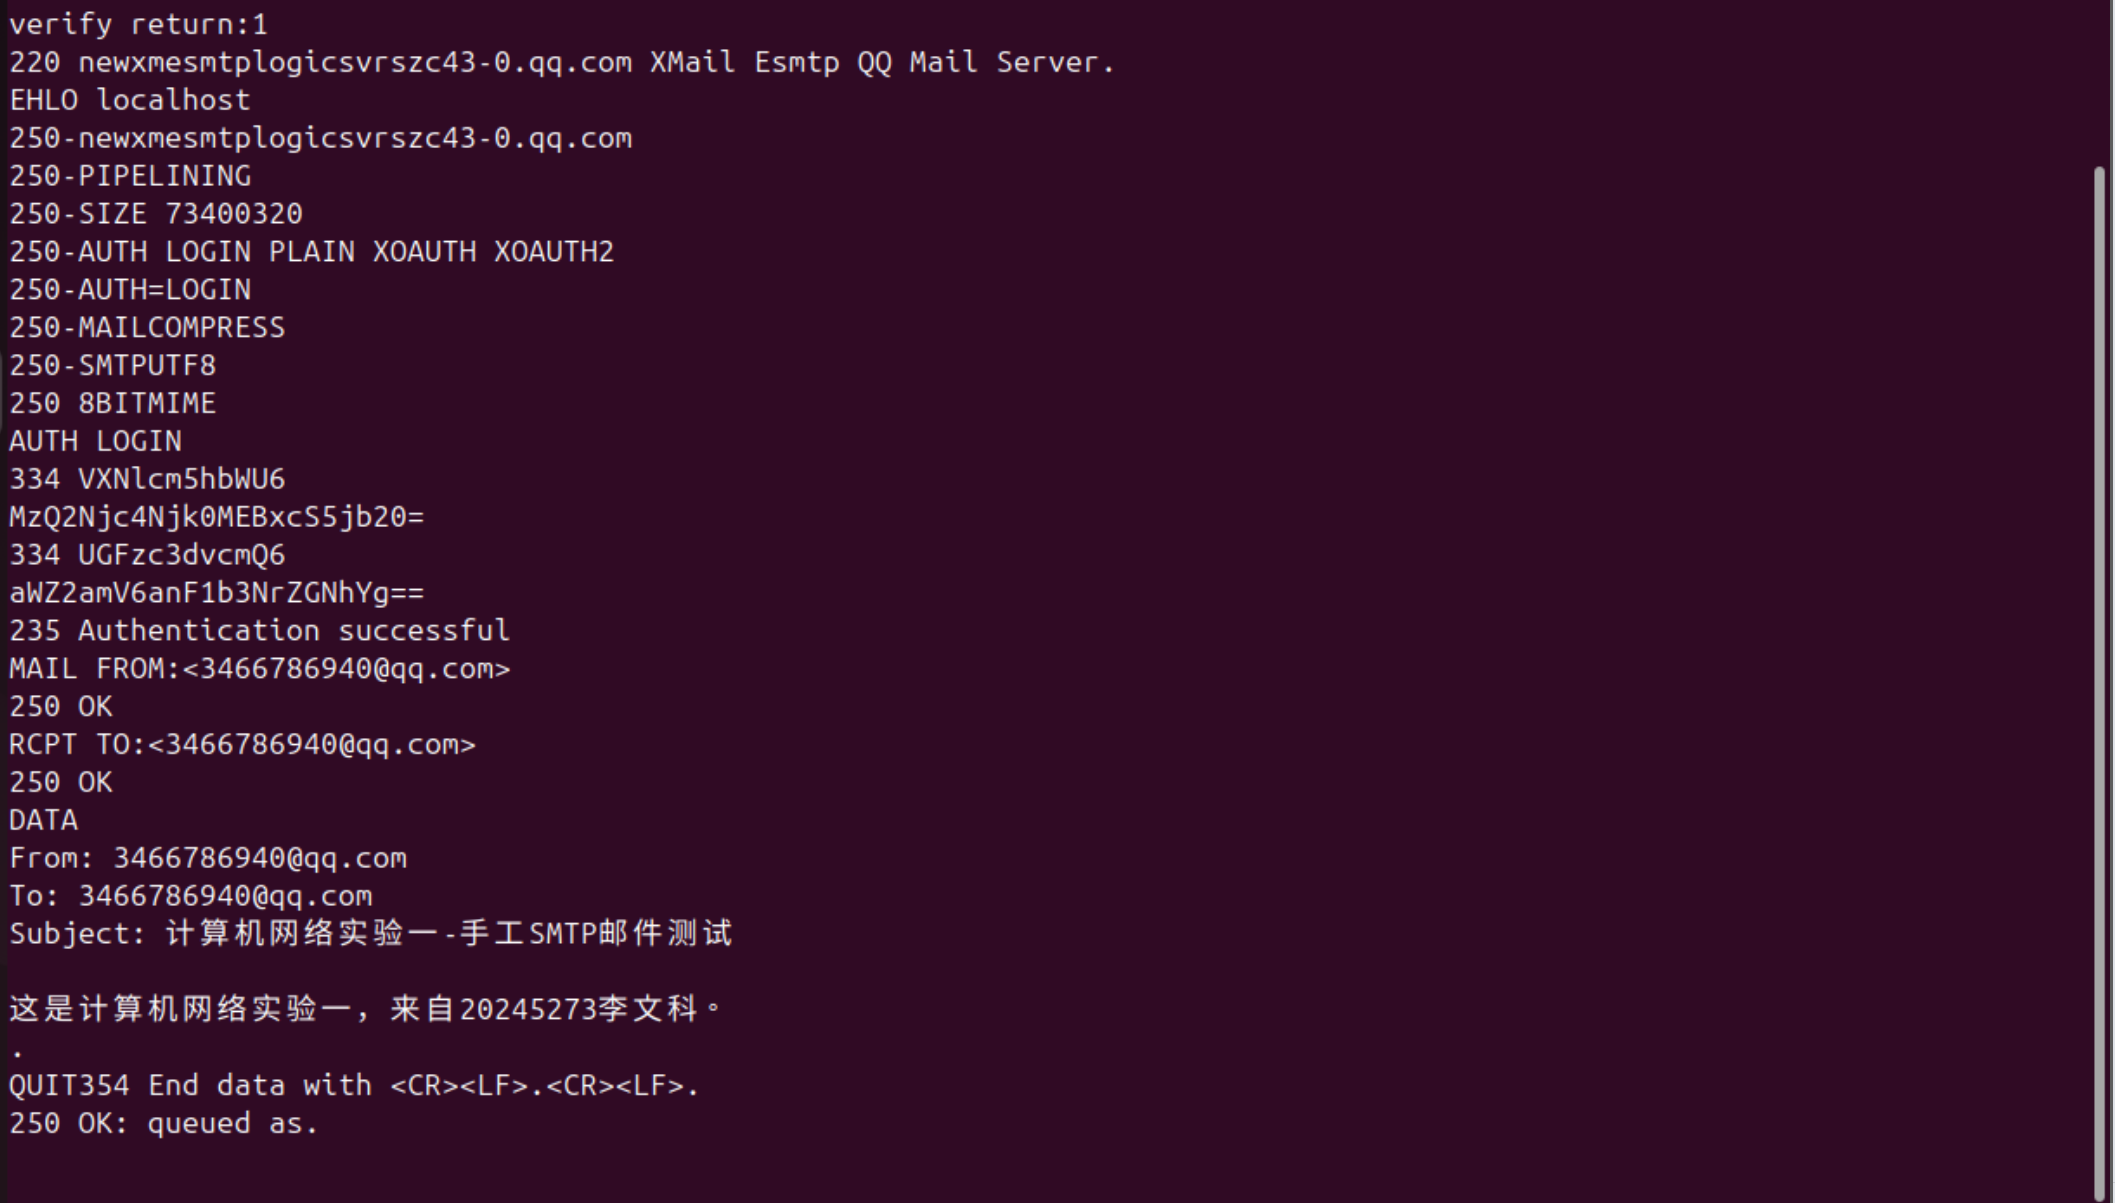 verify return:1
220 newxmesmtplogicsvrszc43-0.qq.com XMail Esmtp QQ Mail Server.
EHLO localhost
250-newxmesmtplogicsvrszc43-0.qq.com
250-PIPELINING
250-SIZE 73400320
250-AUTH LOGIN PLAIN XOAUTH XOAUTH2
250-AUTH=LOGIN
250-MAILCOMPRESS
250-SMTPUTF8
250 8BITMIME
AUTH LOGIN
334 VXNlcm5hbWU6
MzQ2Njc4Njk0MEBxcS5jb20=
334 UGFzc3dvcmQ6
aWZ2amV6anF1b3NrZGNhYg==
235 Authentication successful
MAIL FROM:<3466786940@qq.com>
250 OK
RCPT TO:<3466786940@qq.com>
250 OK
DATA
From: 3466786940@qq.com
To: 3466786940@qq.com
Subject: 计算机网络实验一-手工SMTP邮件测试

这是计算机网络实验一，来自20245273李文科。
.
QUIT354 End data with <CR><LF>.<CR><LF>.
250 OK: queued as.